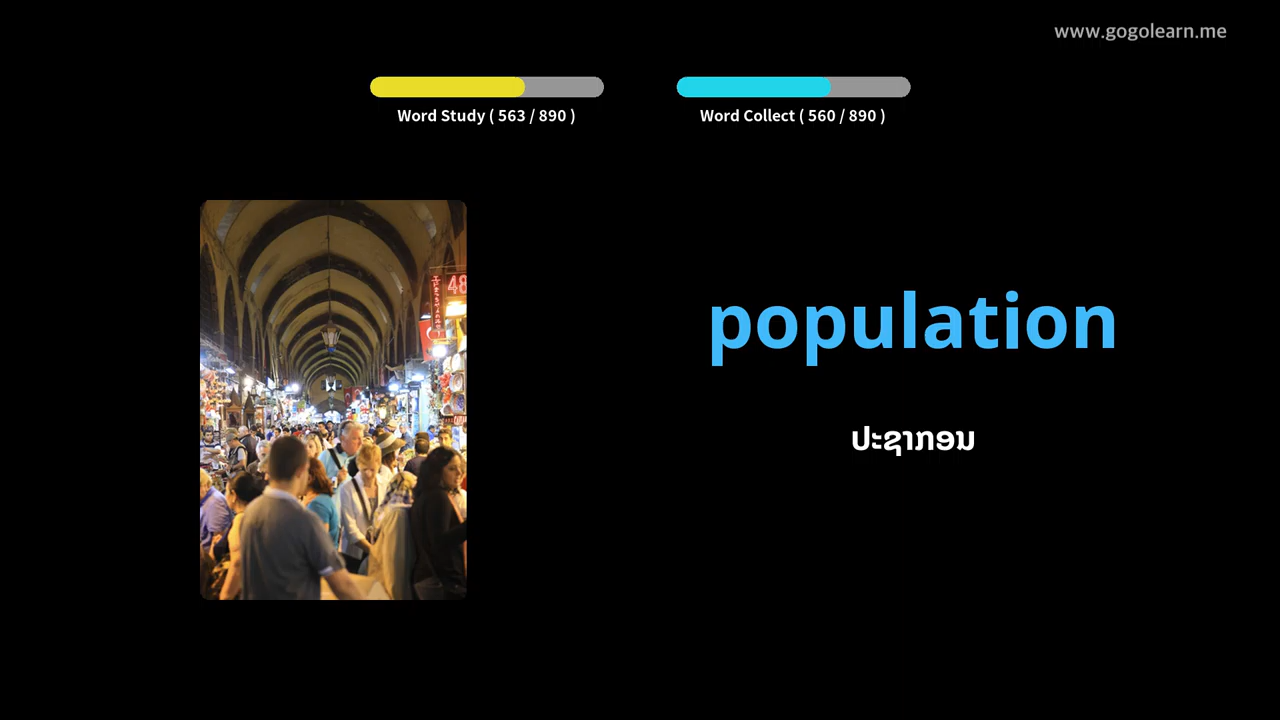 www.gogolearn.me
Word Study ( 563 / 890 )
Word Collect ( 560 / 890 )
48
population
ປະຊາກອນ